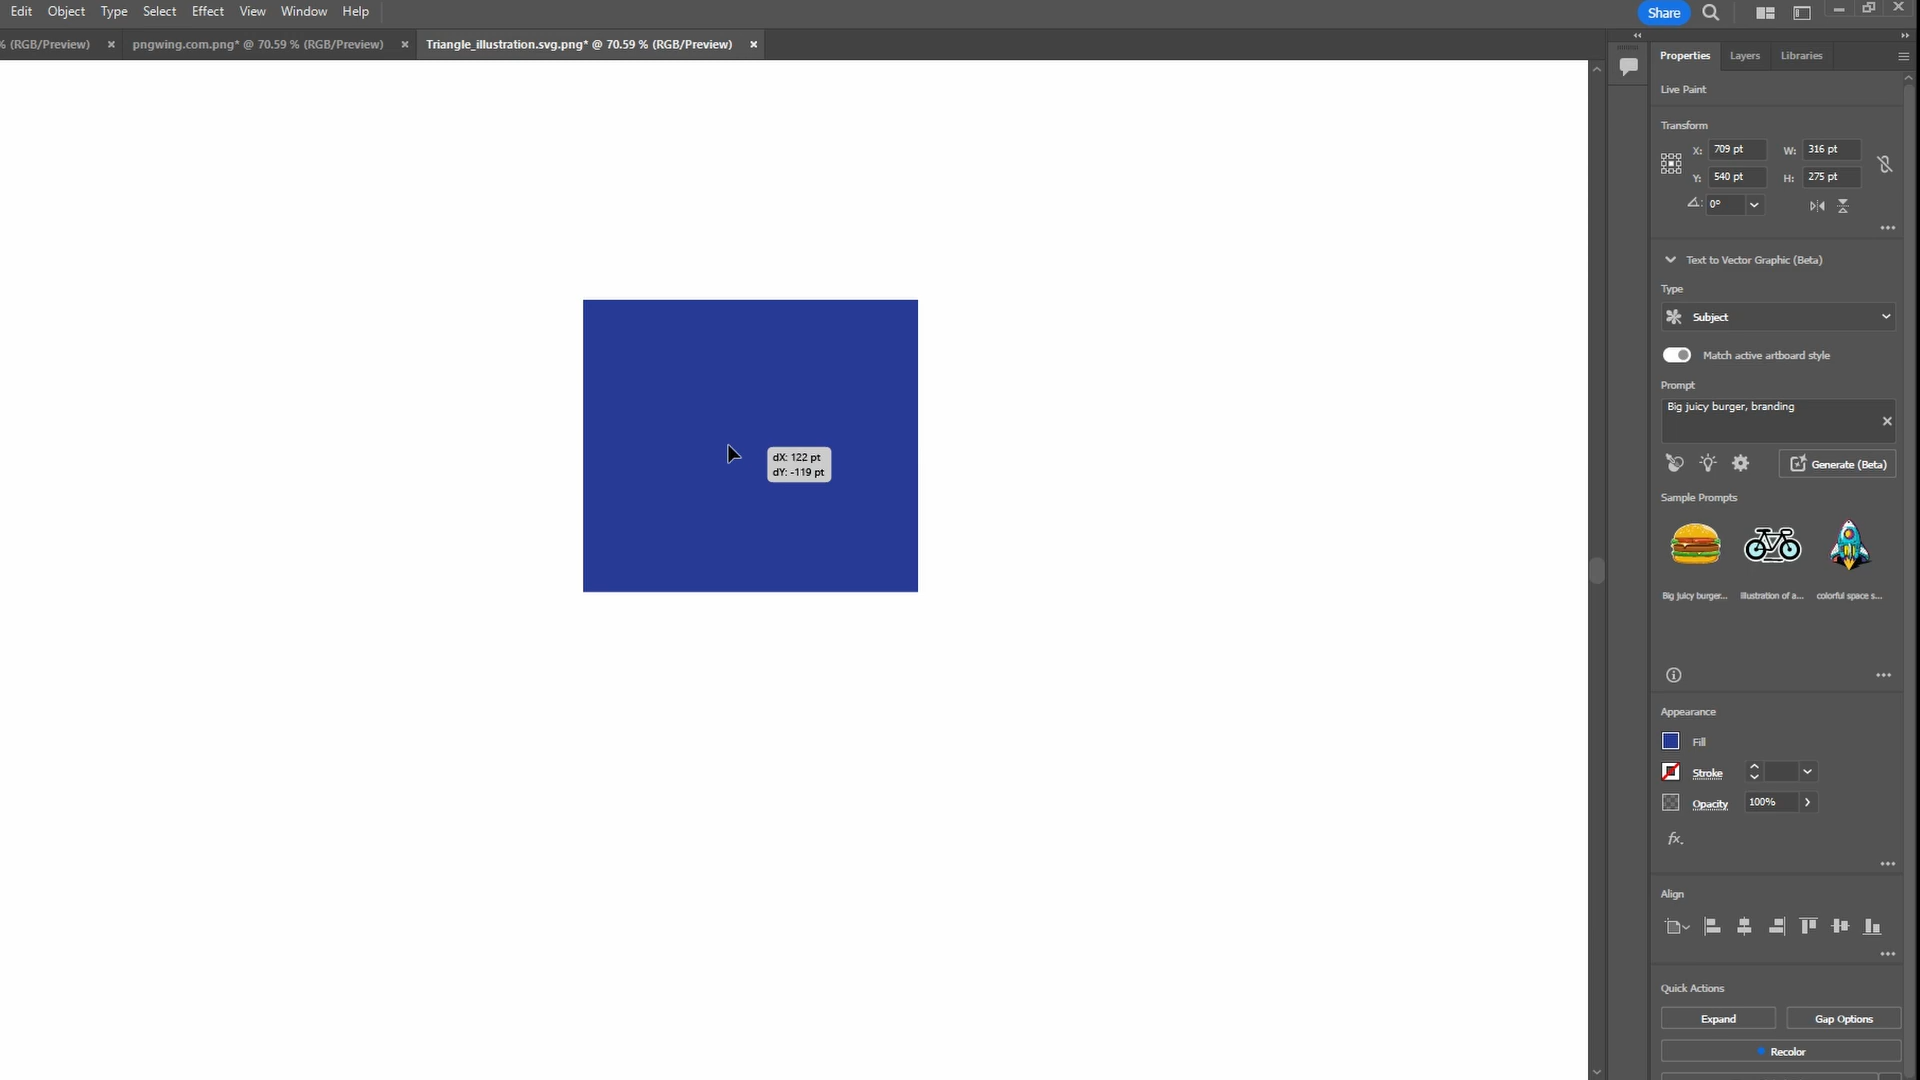 Edit Object Type Select Effect View Window Help
Share
% (RGB/Preview) × pngwing.com.png* @ 70.59 % (RGB/Preview) × Triangle_illustration.svg.png* @ 70.59 % (RGB/Preview) ×
Properties Layers Libraries
Live Paint
Transform
X: 709 pt W: 316 pt
Y: 540 pt H: 275 pt
0°
Text to Vector Graphic (Beta)
Type
Subject
Match active artboard style
Prompt
Big juicy burger, branding
dX: 122 pt
dY: -119 pt
Generate (Beta)
Sample Prompts
Big juicy burger... Illustration of a... colorful space s...
Appearance
Fill
Stroke
Opacity 100%
fx.
Align
Quick Actions
Expand Gap Options
Recolor